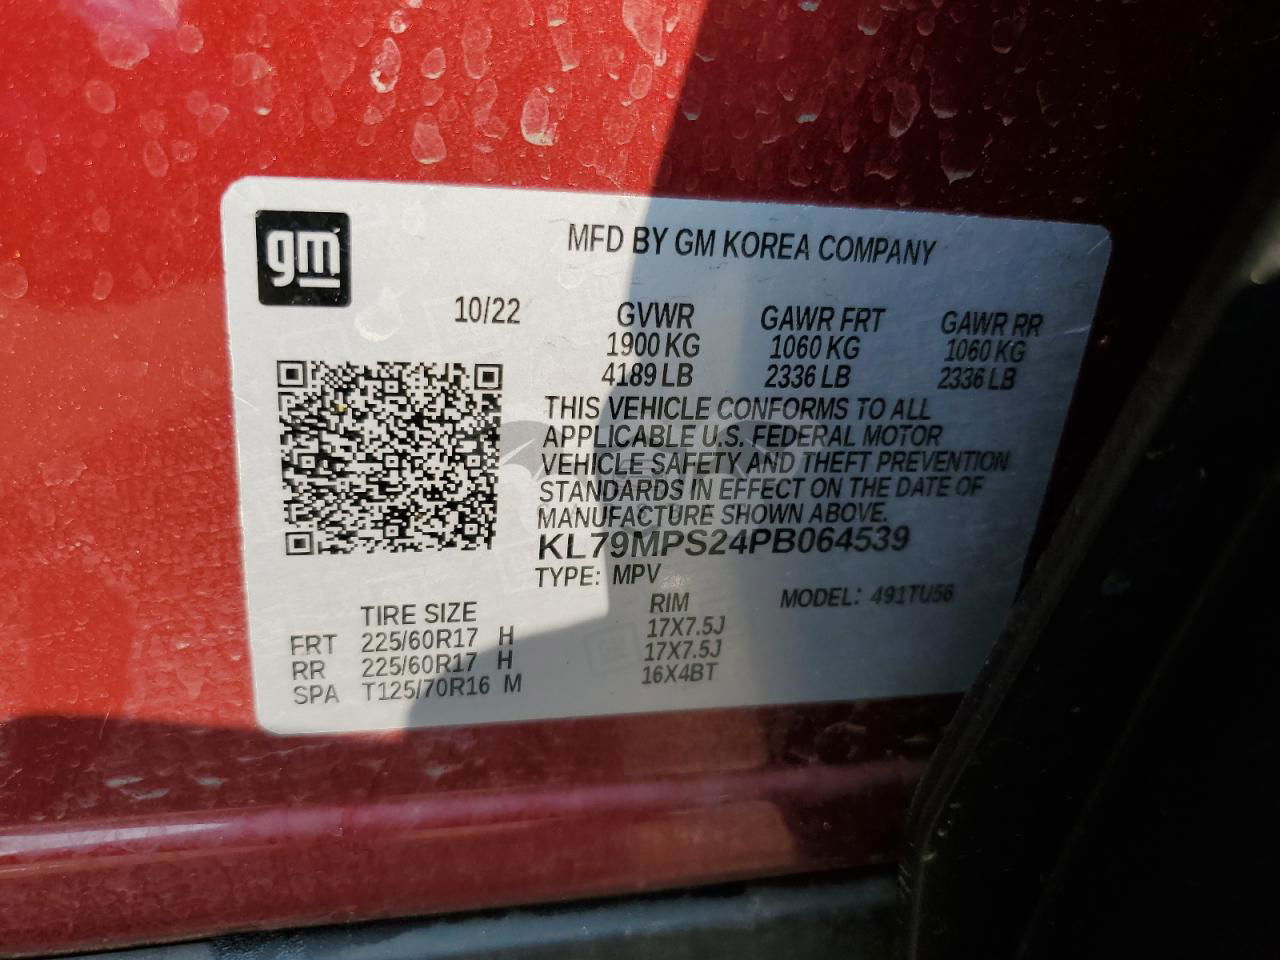 gm
MFD BY GM KOREA COMPANY
10/22 GVWR GAWR FRT GAWR RR
1900 KG 1060 KG 1060 KG
4189 LB 2336 LB 2336 LB
THIS VEHICLE CONFORMS TO ALL
APPLICABLE U.S. FEDERAL MOTOR
VEHICLE SAFETY AND THEFT PREVENTION
STANDARDS IN EFFECT ON THE DATE OF
MANUFACTURE SHOWN ABOVE.
KL79MPS24PB064539
TYPE: MPV MODEL: 491TU56
TIRE SIZE RIM
FRT 225/60R17 H 17X7.5J
RR 225/60R17 H 17X7.5J
SPA T125/70R16 M 16X4BT